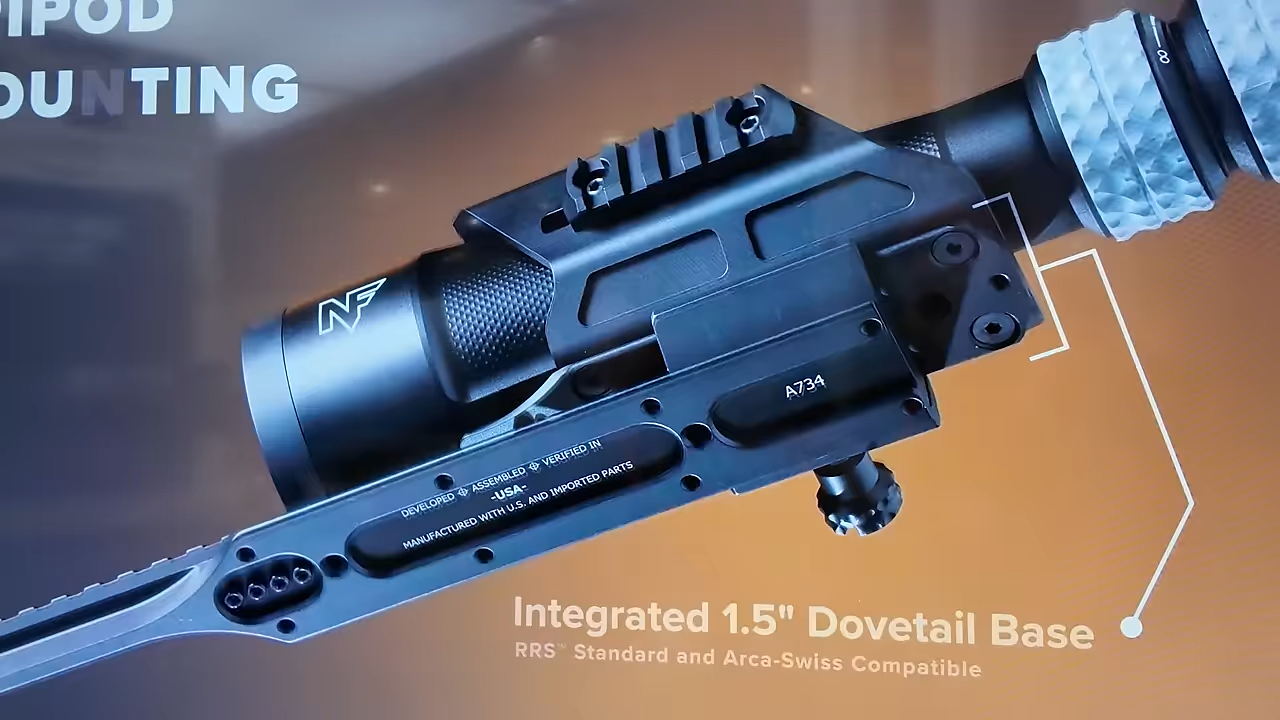 IPOD
OUNTING
NF
8
A734
DEVELOPED ASSEMBLED VERIFIED IN
-USA-
MANUFACTURED WITH U.S. AND IMPORTED PARTS
Integrated 1.5" Dovetail Base
RRS™ Standard and Arca-Swiss Compatible